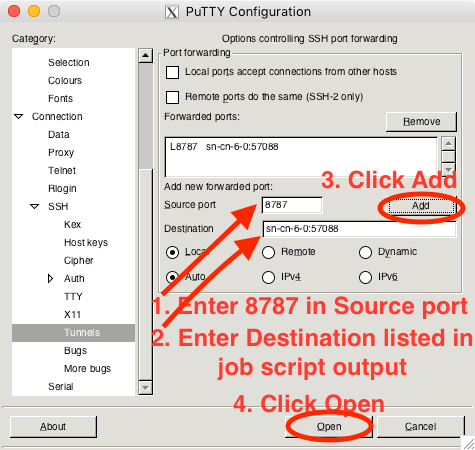 PuTTY Configuration
Category:
Options controlling SSH port forwarding
Selection
Colours
Fonts
Connection
Data
Proxy
Telnet
Rlogin
SSH
Kex
Host keys
Cipher
Auth
TTY
X11
Tunnels
Bugs
More bugs
Serial
Port forwarding
Local ports accept connections from other hosts
Remote ports do the same (SSH-2 only)
Forwarded ports:
Remove
L8787 sn-cn-6-0:57088
3. Click Add
Add new forwarded port:
Source port
8787
Add
Destination
sn-cn-6-0:57088
Local
Remote
Dynamic
Auto
IPv4
IPv6
1. Enter 8787 in Source port
2. Enter Destination listed in
job script output
4. Click Open
About
Open
Cancel